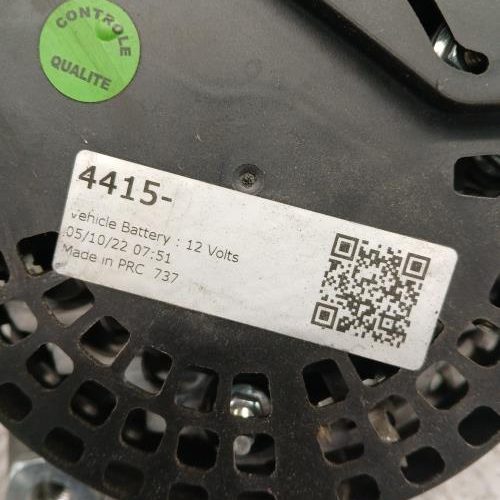 CONTROLE
QUALITE
4415-
Vehicle Battery : 12 Volts
05/10/22 07:51
Made in PRC 737